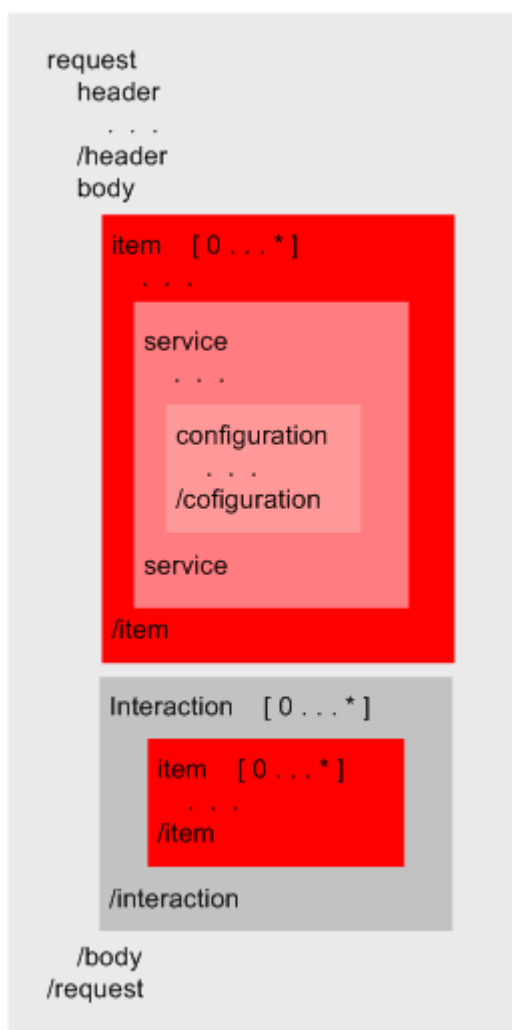 request
header
. . .
/header
body
item [ 0 . . . * ]
. . .
service
. . .
configuration
. . .
/cofiguration
service
/item
Interaction [ 0 . . . * ]
item [ 0 . . . * ]
. . .
/item
/interaction
/body
/request